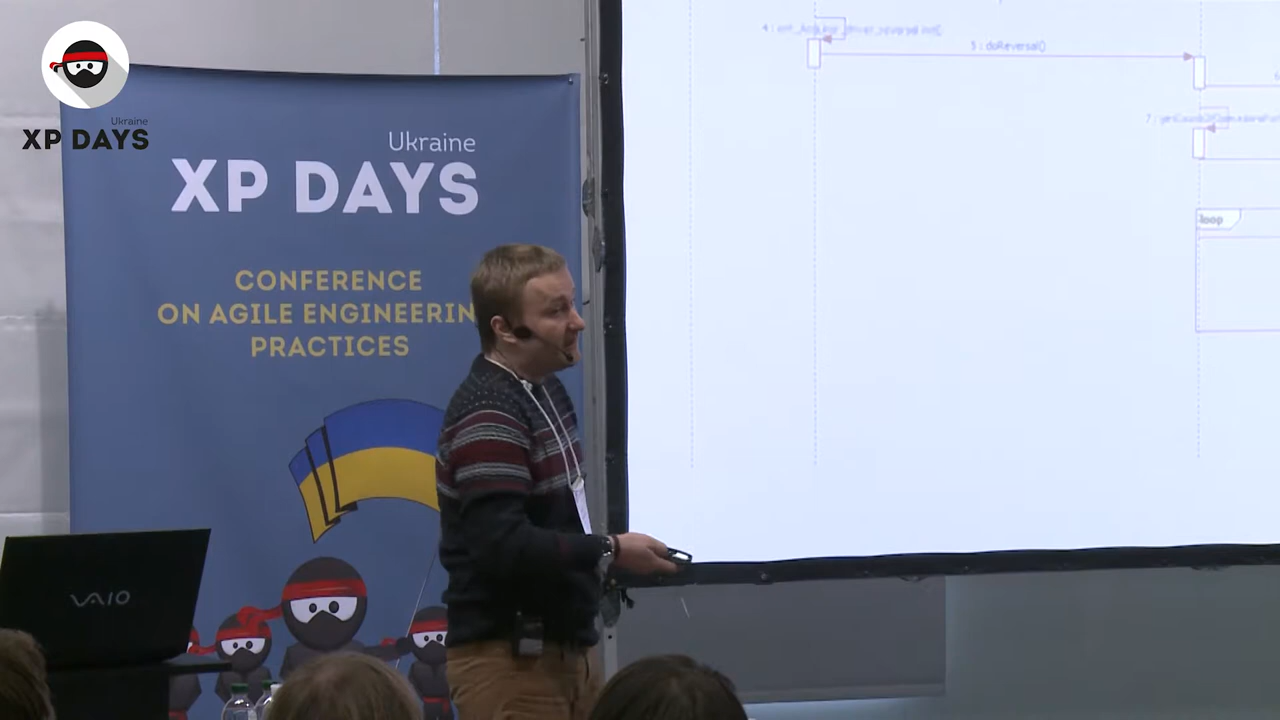 Ukraine
XP DAYS
Ukraine
XP DAYS
CONFERENCE
ON AGILE ENGINEERIN
PRACTICES
VAIO
5 : doReversal()
loop